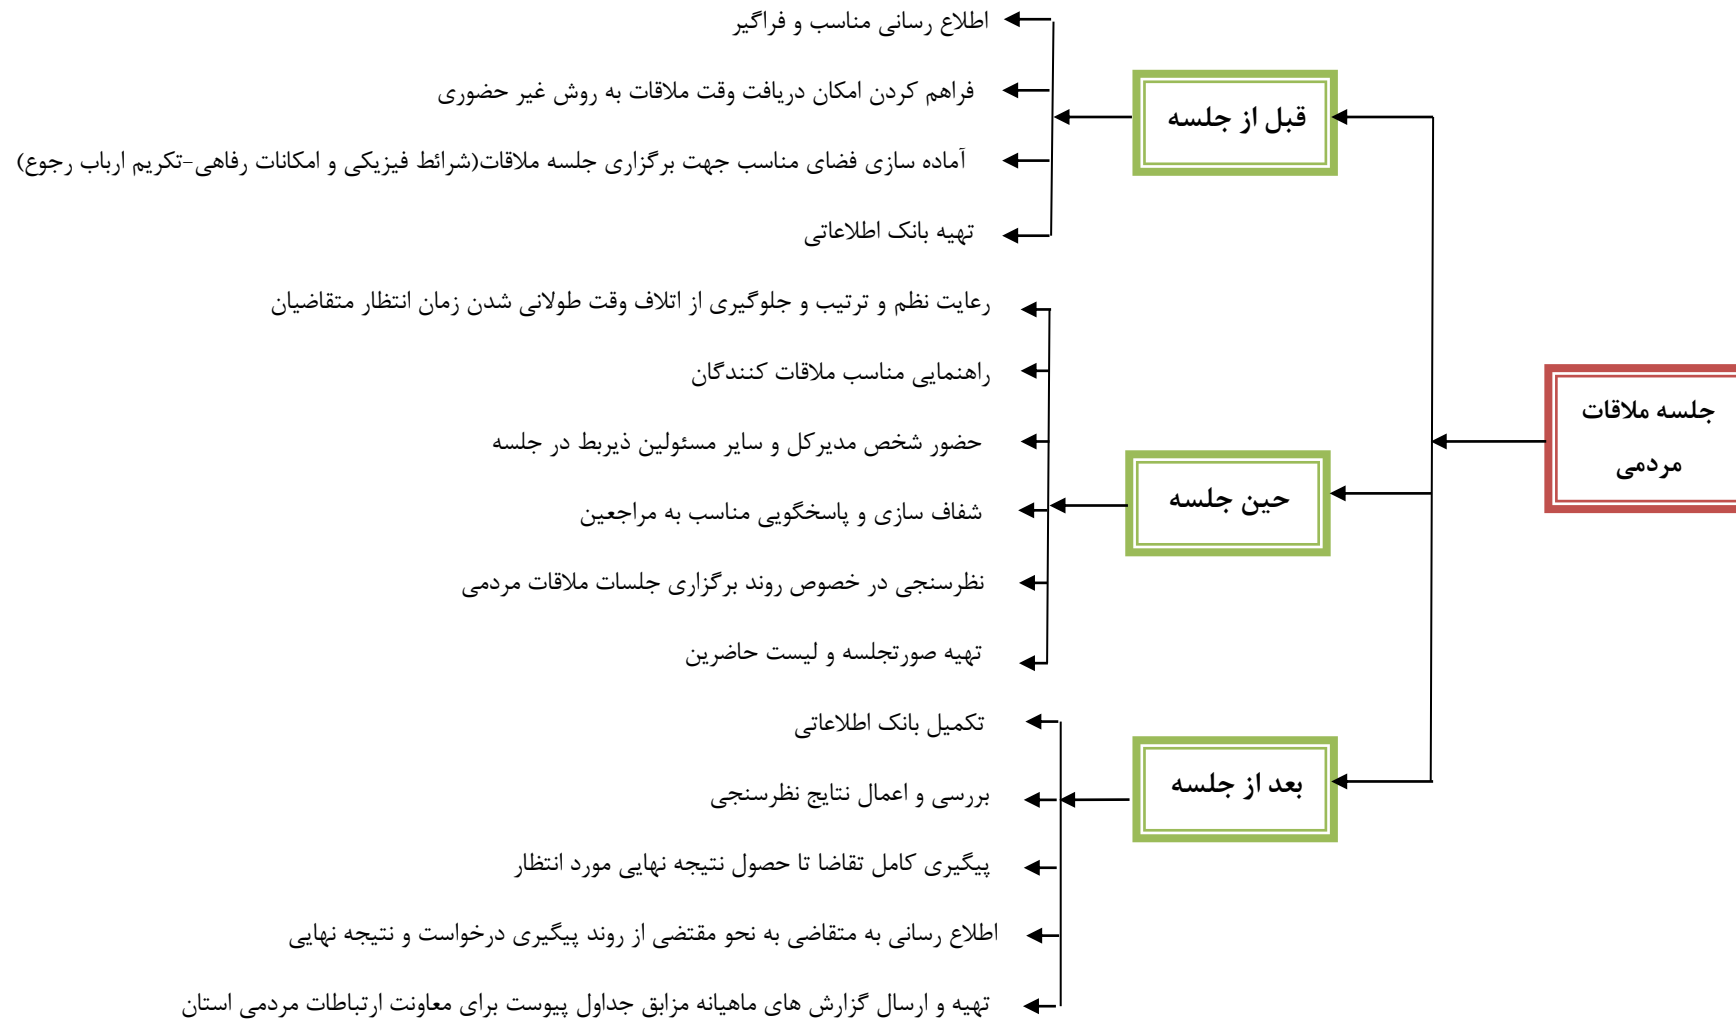 جلسه ملاقات
مردمی
قبل از جلسه
اطلاع رسانی مناسب و فراگیر
فراهم کردن امکان دریافت وقت ملاقات به روش غیر حضوری
آماده سازی فضای مناسب جهت برگزاری جلسه ملاقات(شرائط فیزیکی و امکانات رفاهی-تکریم ارباب رجوع)
تهیه بانک اطلاعاتی
حین جلسه
رعایت نظم و ترتیب و جلوگیری از اتلاف وقت طولانی شدن زمان انتظار متقاضیان
راهنمایی مناسب ملاقات کنندگان
حضور شخص مدیرکل و سایر مسئولین ذیربط در جلسه
شفاف سازی و پاسخگویی مناسب به مراجعین
نظرسنجی در خصوص روند برگزاری جلسات ملاقات مردمی
تهیه صورتجلسه و لیست حاضرین
بعد از جلسه
تکمیل بانک اطلاعاتی
بررسی و اعمال نتایج نظرسنجی
پیگیری کامل تقاضا تا حصول نتیجه نهایی مورد انتظار
اطلاع رسانی به متقاضی به نحو مقتضی از روند پیگیری درخواست و نتیجه نهایی
تهیه و ارسال گزارش های ماهیانه مزابق جداول پیوست برای معاونت ارتباطات مردمی استان